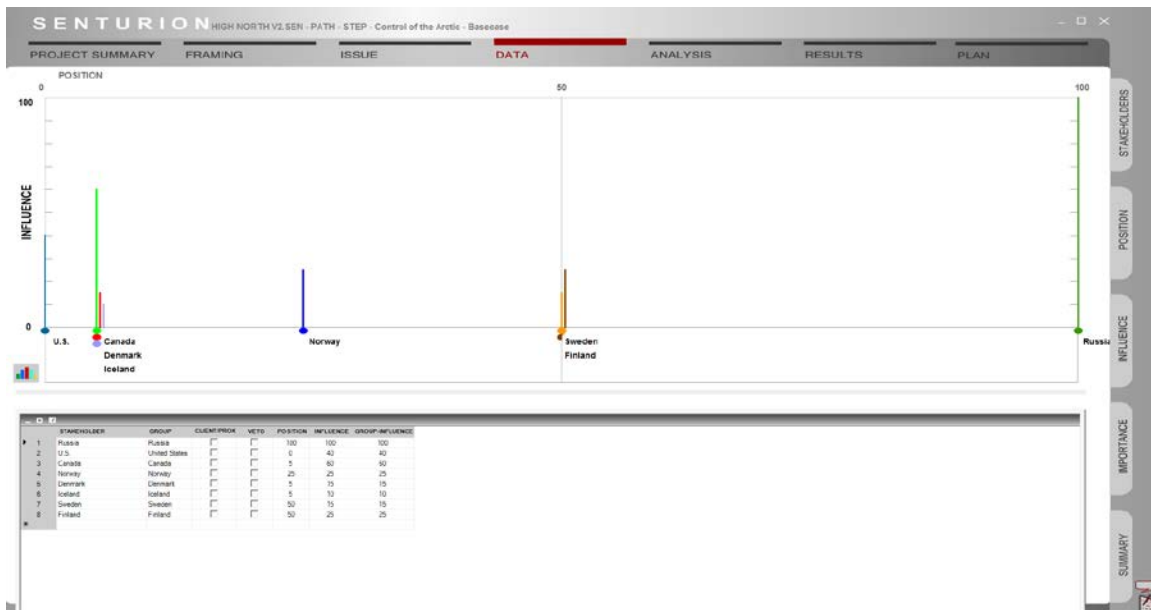 SENTURION HIGH NORTH V2.SEN - PATH - STEP - Control of the Arctic - Basecase
PROJECT SUMMARY FRAMING ISSUE DATA ANALYSIS RESULTS PLAN
POSITION
0 50 100
100
INFLUENCE
0
U.S. Canada Norway Sweden Russia
Denmark Finland
Iceland
STAKEHOLDERS
POSITION
INFLUENCE
IMPORTANCE
SUMMARY
STAKEHOLDER GROUP CLIENT/PROX VETO POSITION INFLUENCE GROUP-INFLUENCE
1 Russia Russia 100 100 100
2 U.S. United States 0 40 40
3 Canada Canada 5 60 60
4 Norway Norway 25 25 25
5 Denmark Denmark 5 15 15
6 Iceland Iceland 5 10 10
7 Sweden Sweden 50 15 15
8 Finland Finland 50 25 25